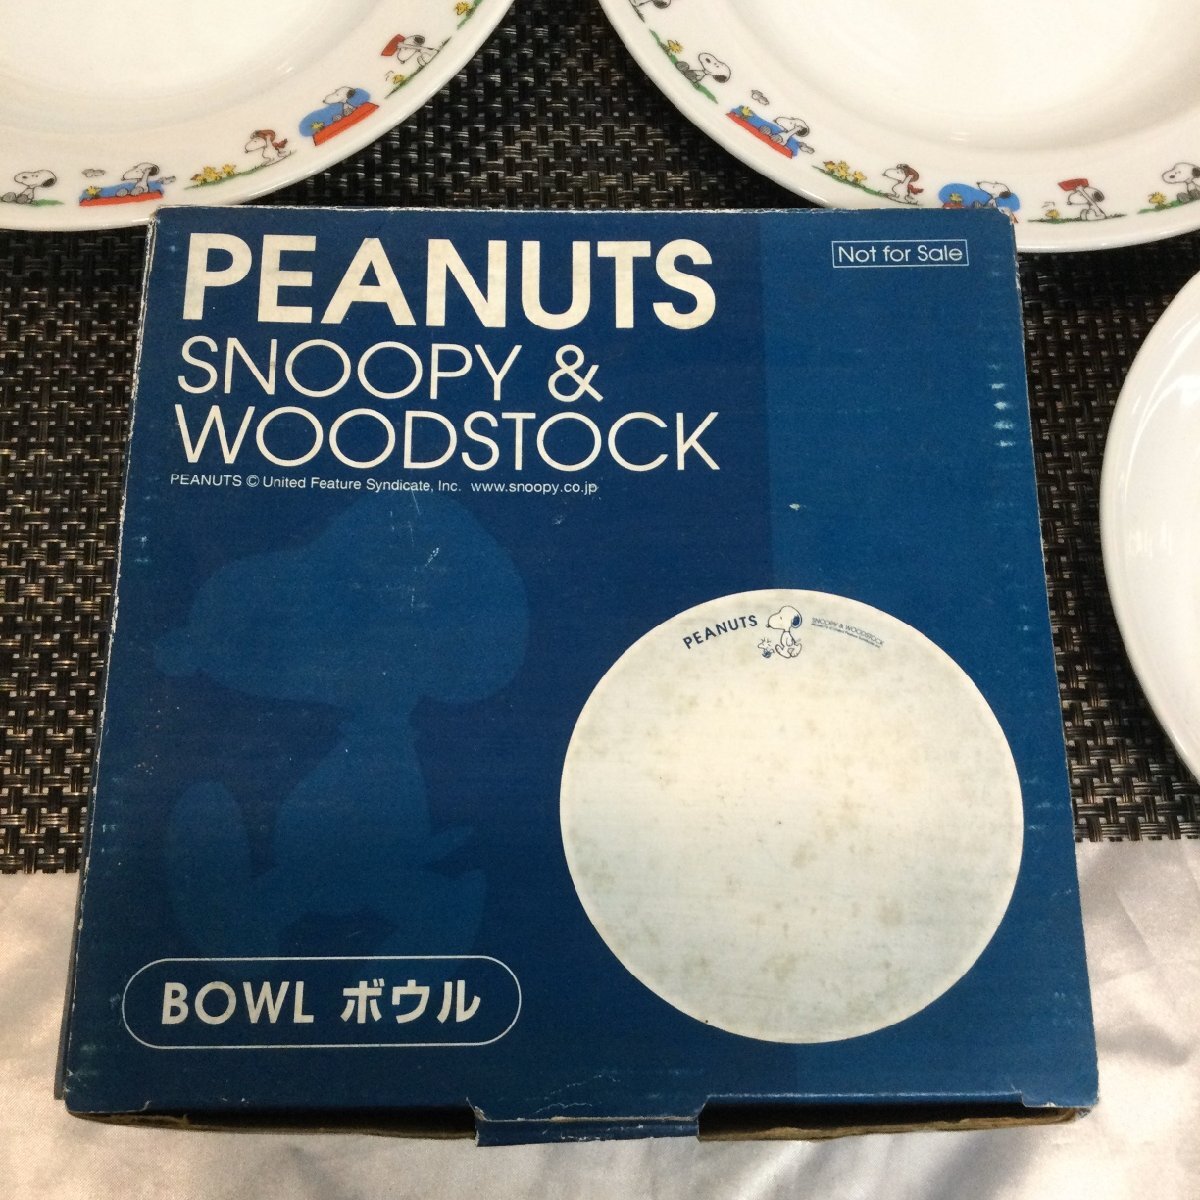 PEANUTS
Not for Sale
SNOOPY &
WOODSTOCK
PEANUTS © United Feature Syndicate, Inc. www.snoopy.co.jp
PEANUTS
SNOOPY & WOODSTOCK
BOWL ボウル